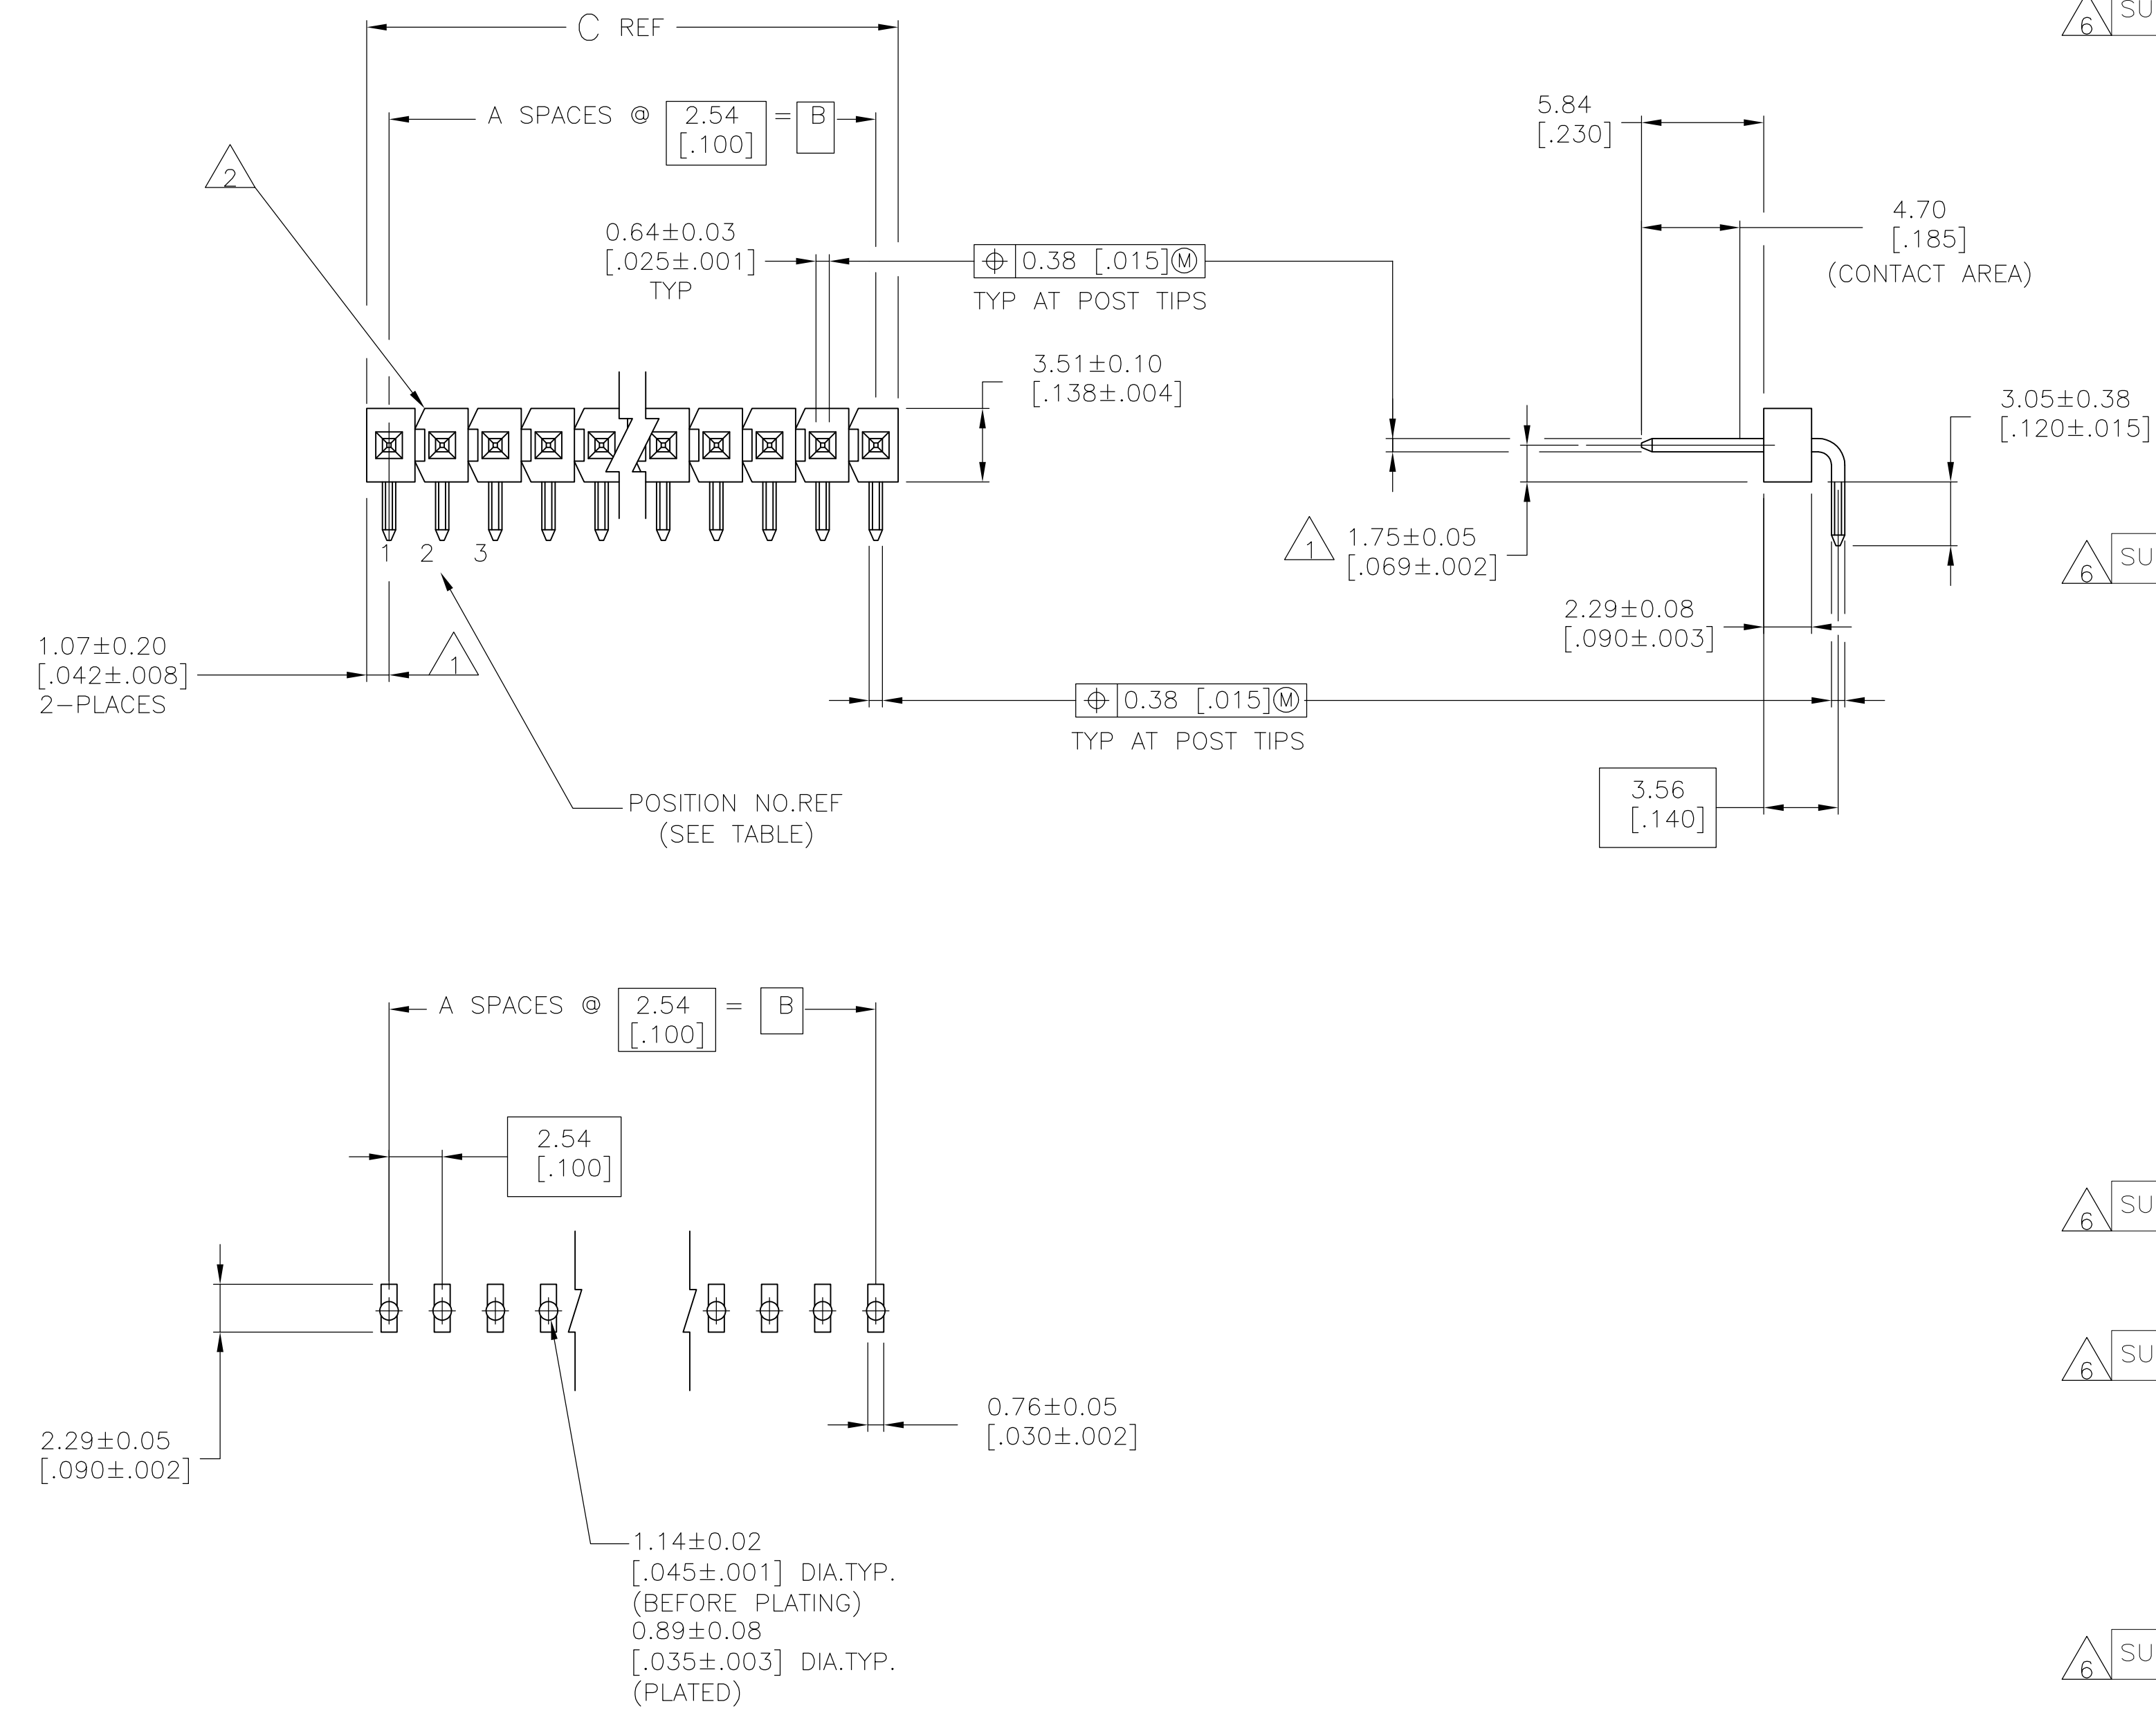 C REF
A SPACES @ 2.54 = B
[.100]
2
0.64±0.03
[.025±.001]
TYP
⌖ 0.38 [.015]Ⓜ
TYP AT POST TIPS
3.51±0.10
[.138±.004]
1 2 3
1.07±0.20
[.042±.008]
2-PLACES
1
POSITION NO.REF
(SEE TABLE)
5.84
[.230]
4.70
[.185]
(CONTACT AREA)
3.05±0.38
[.120±.015]
1
1.75±0.05
[.069±.002]
2.29±0.08
[.090±.003]
⌖ 0.38 [.015]Ⓜ
TYP AT POST TIPS
3.56
[.140]
A SPACES @ 2.54 = B
[.100]
2.54
[.100]
2.29±0.05
[.090±.002]
0.76±0.05
[.030±.002]
1.14±0.02
[.045±.001] DIA.TYP.
(BEFORE PLATING)
0.89±0.08
[.035±.003] DIA.TYP.
(PLATED)
6 SU
6 SU
6 SU
6 SU
6 SU